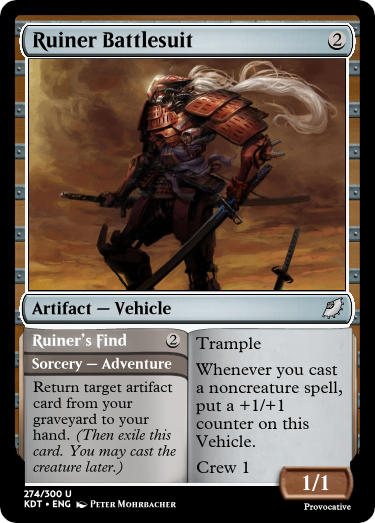 Ruiner Battlesuit 2
Artifact — Vehicle
Ruiner's Find 2
Sorcery — Adventure
Return target artifact
card from your
graveyard to your
hand. (Then exile this
card. You may cast the
creature later.)
Trample
Whenever you cast
a noncreature spell,
put a +1/+1
counter on this
Vehicle.
Crew 1
1/1
274/300 U
KDT • ENG Peter Mohrbacher
Provocative